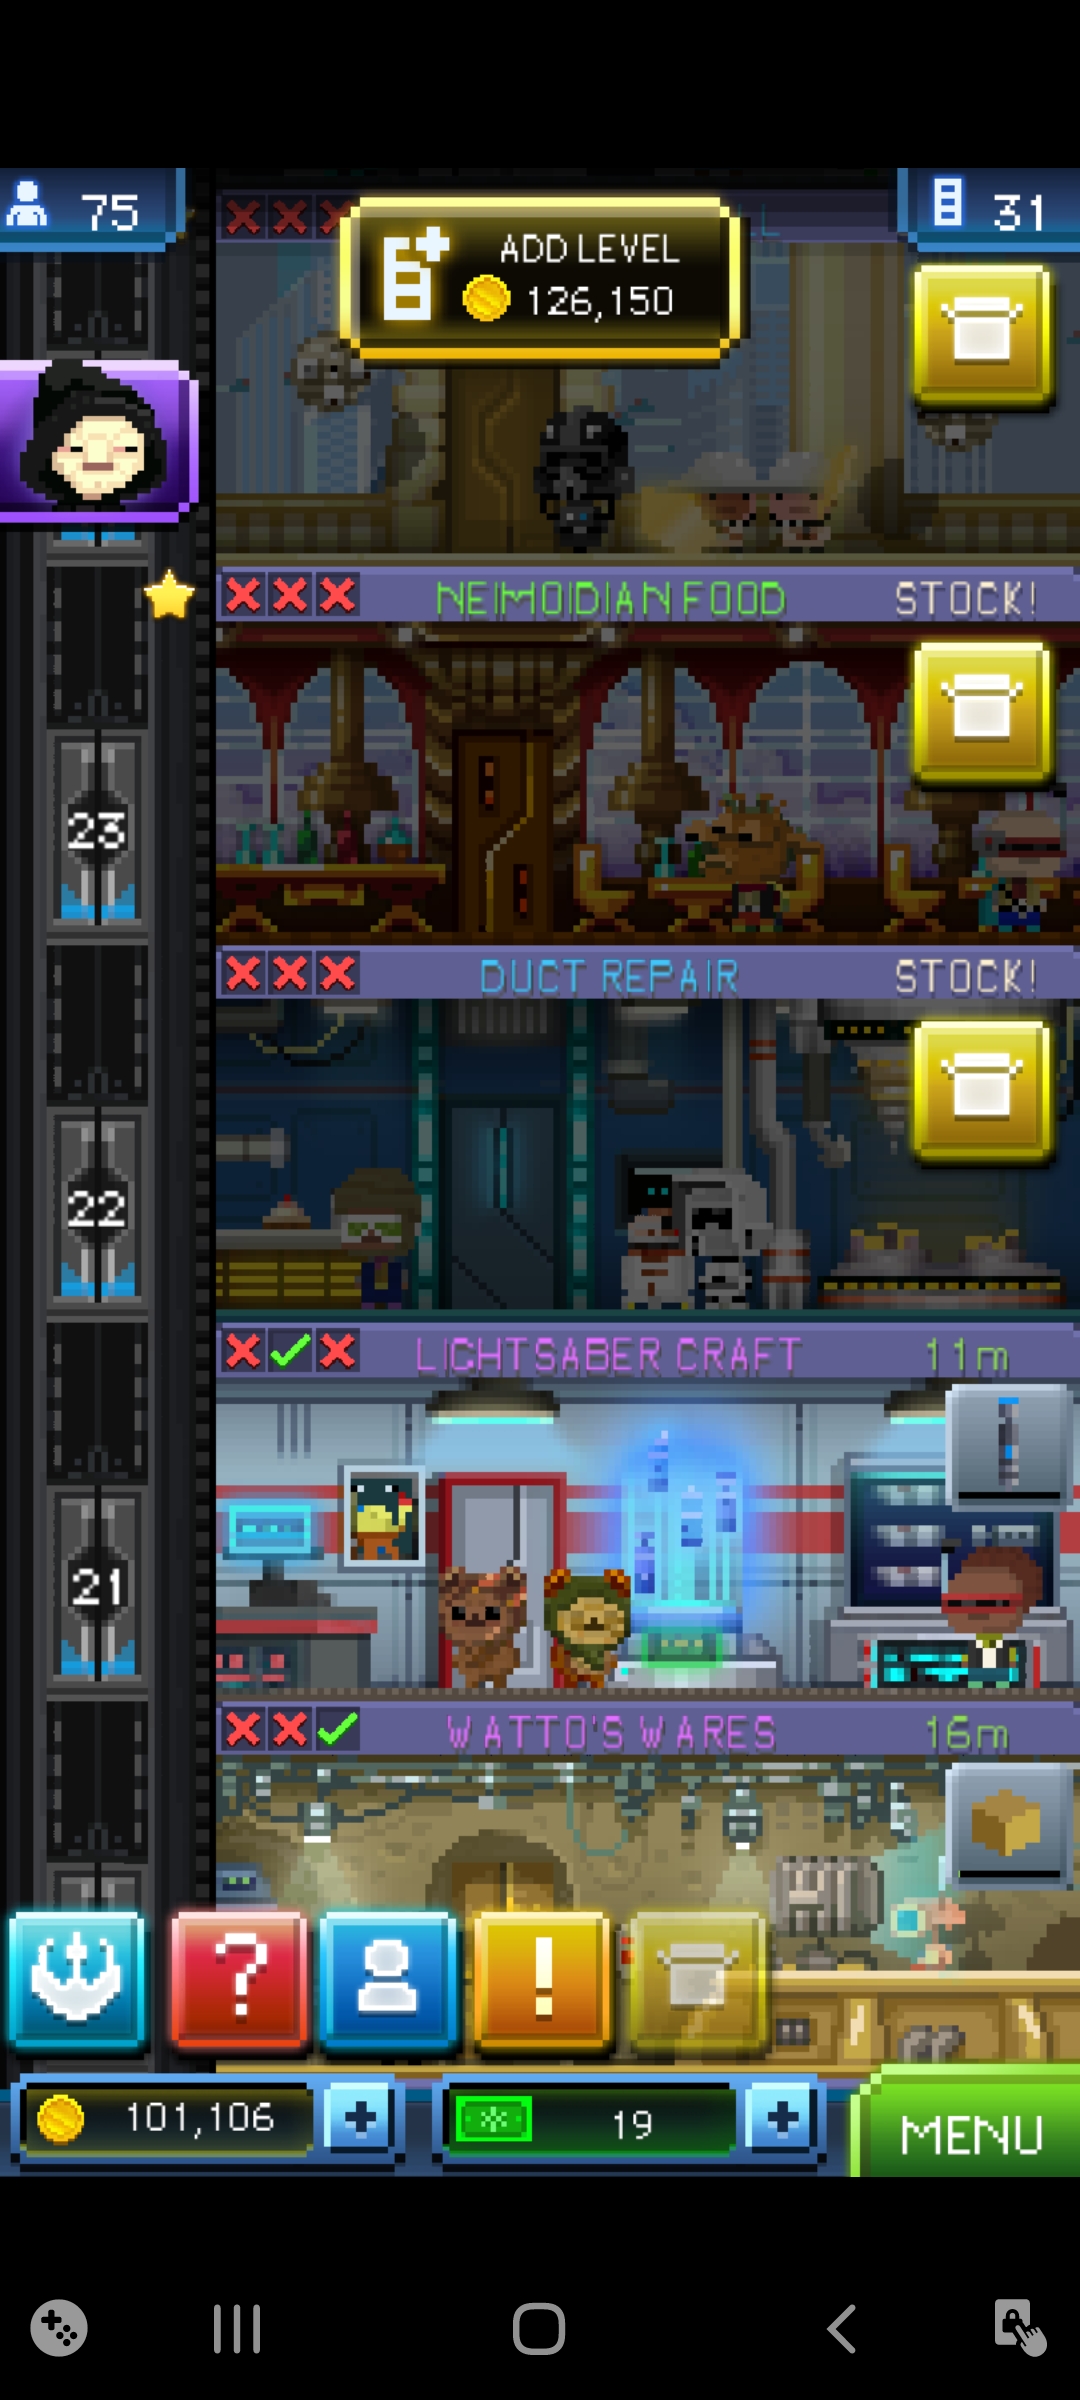 75
31
ADD LEVEL
126,150
NEIMOIDIAN FOOD STOCK!
23
DUCT REPAIR STOCK!
22
LIGHTSABER CRAFT 11m
21
WATTO'S WARES 16m
?
!
101,106 +
19 +
MENU